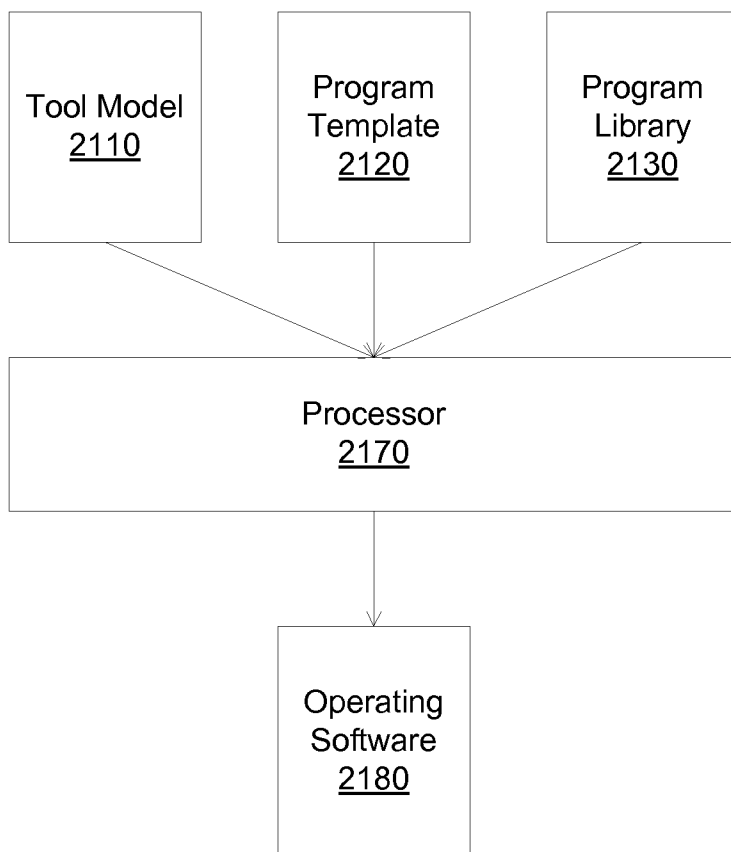 Tool Model
2110
Program
Template
2120
Program
Library
2130
Processor
2170
Operating
Software
2180